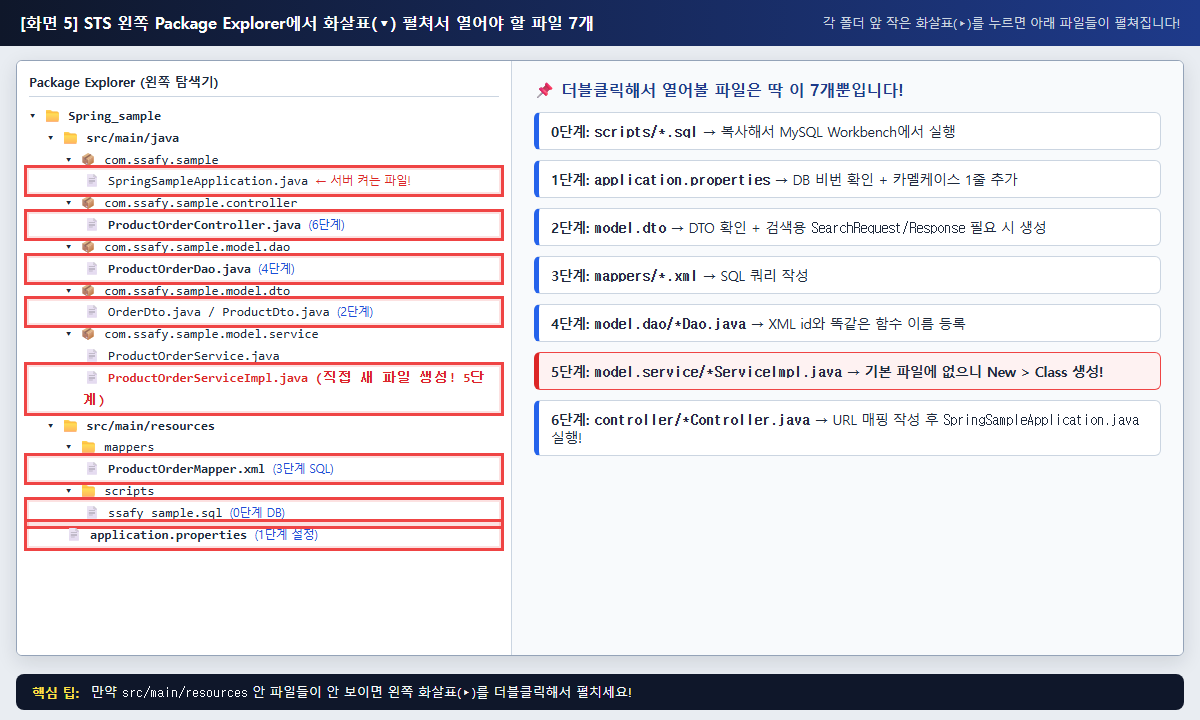 [화면 5] STS 왼쪽 Package Explorer에서 화살표(▾) 펼쳐서 열어야 할 파일 7개
각 폴더 앞 작은 화살표(▸)를 누르면 아래 파일들이 펼쳐집니다!
Package Explorer (왼쪽 탐색기)
▾ Spring_sample
▾ src/main/java
▾ com.ssafy.sample
SpringSampleApplication.java ← 서버 켜는 파일!
▾ com.ssafy.sample.controller
ProductOrderController.java (6단계)
▾ com.ssafy.sample.model.dao
ProductOrderDao.java (4단계)
▾ com.ssafy.sample.model.dto
OrderDto.java / ProductDto.java (2단계)
▾ com.ssafy.sample.model.service
ProductOrderService.java
ProductOrderServiceImpl.java (직접 새 파일 생성! 5단
계)
▾ src/main/resources
▾ mappers
ProductOrderMapper.xml (3단계 SQL)
▾ scripts
ssafy_sample.sql (0단계 DB)
application.properties (1단계 설정)
📌 더블클릭해서 열어볼 파일은 딱 이 7개뿐입니다!
0단계: scripts/*.sql → 복사해서 MySQL Workbench에서 실행
1단계: application.properties → DB 비번 확인 + 카멜케이스 1줄 추가
2단계: model.dto → DTO 확인 + 검색용 SearchRequest/Response 필요 시 생성
3단계: mappers/*.xml → SQL 쿼리 작성
4단계: model.dao/*Dao.java → XML id와 똑같은 함수 이름 등록
5단계: model.service/*ServiceImpl.java → 기본 파일에 없으니 New > Class 생성!
6단계: controller/*Controller.java → URL 매핑 작성 후 SpringSampleApplication.java
실행!
핵심 팁: 만약 src/main/resources 안 파일들이 안 보이면 왼쪽 화살표(▸)를 더블클릭해서 펼치세요!